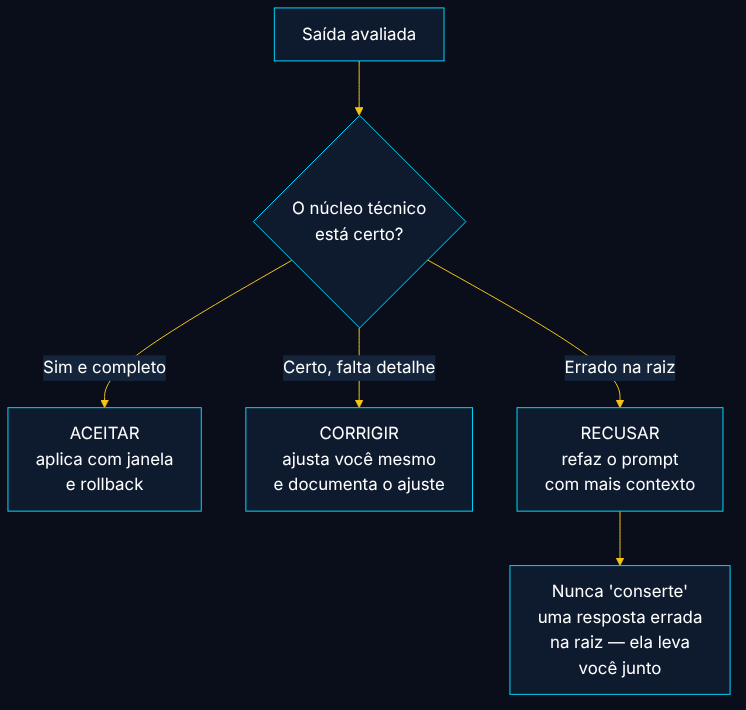 Saída avaliada
O núcleo técnico
está certo?
Sim e completo
Certo, falta detalhe
Errado na raiz
ACEITAR
aplica com janela
e rollback
CORRIGIR
ajusta você mesmo
e documenta o ajuste
RECUSAR
refaz o prompt
com mais contexto
Nunca 'conserte'
uma resposta errada
na raiz — ela leva
você junto